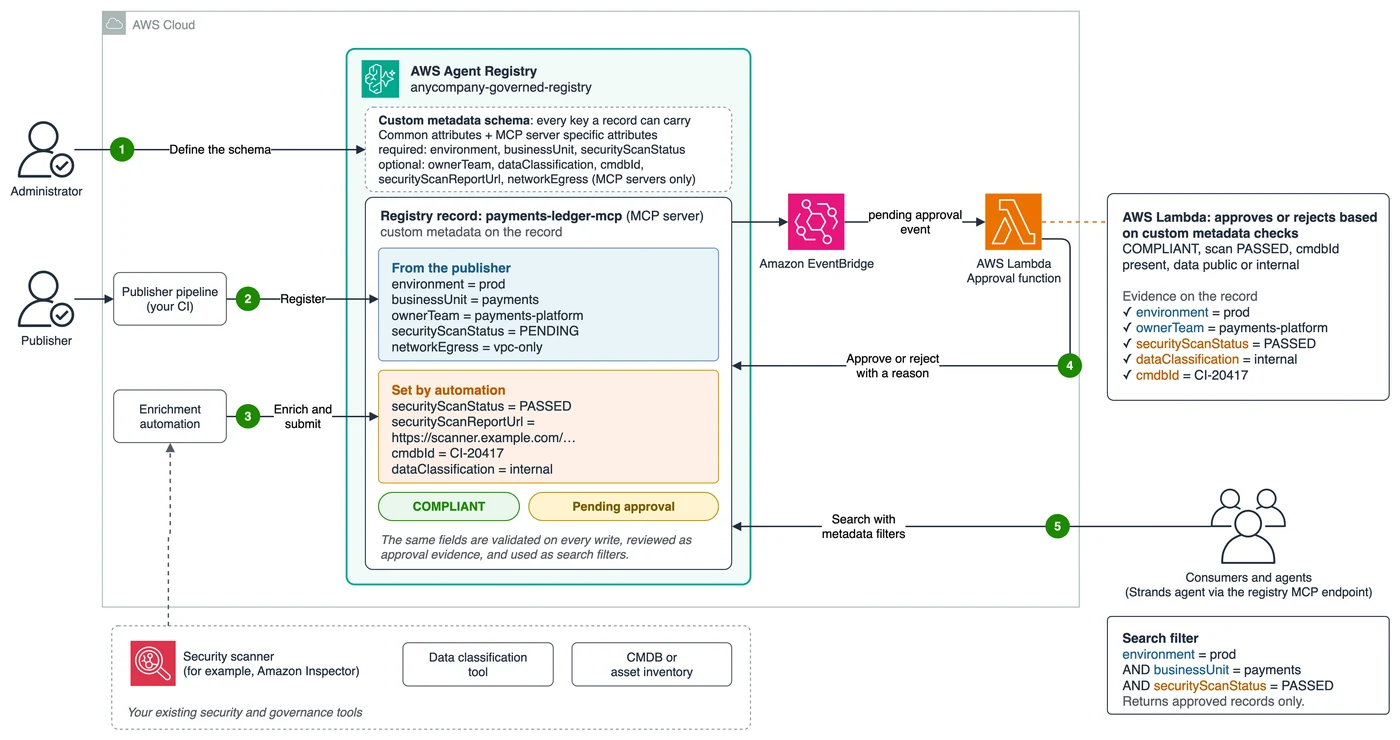 AWS Cloud
AWS Agent Registry
anycompany-governed-registry
Custom metadata schema: every key a record can carry
Common attributes + MCP server specific attributes
required: environment, businessUnit, securityScanStatus
optional: ownerTeam, dataClassification, cmdbId,
securityScanReportUrl, networkEgress (MCP servers only)
Administrator
1
Define the schema
Registry record: payments-ledger-mcp (MCP server)
custom metadata on the record
From the publisher
environment = prod
businessUnit = payments
ownerTeam = payments-platform
securityScanStatus = PENDING
networkEgress = vpc-only
Publisher
Publisher pipeline
(your CI)
2
Register
Set by automation
securityScanStatus = PASSED
securityScanReportUrl =
https://scanner.example.com/…
cmdbId = CI-20417
dataClassification = internal
Enrichment
automation
3
Enrich and
submit
COMPLIANT
Pending approval
The same fields are validated on every write, reviewed as
approval evidence, and used as search filters.
Amazon EventBridge
pending approval
event
AWS Lambda
Approval function
AWS Lambda: approves or rejects based
on custom metadata checks
COMPLIANT, scan PASSED, cmdbId
present, data public or internal
Evidence on the record
✓ environment = prod
✓ ownerTeam = payments-platform
✓ securityScanStatus = PASSED
✓ dataClassification = internal
✓ cmdbId = CI-20417
Approve or reject
with a reason
4
Search with
metadata filters
5
Consumers and agents
(Strands agent via the registry MCP endpoint)
Search filter
environment = prod
AND businessUnit = payments
AND securityScanStatus = PASSED
Returns approved records only.
Security scanner
(for example, Amazon Inspector)
Data classification
tool
CMDB or
asset inventory
Your existing security and governance tools